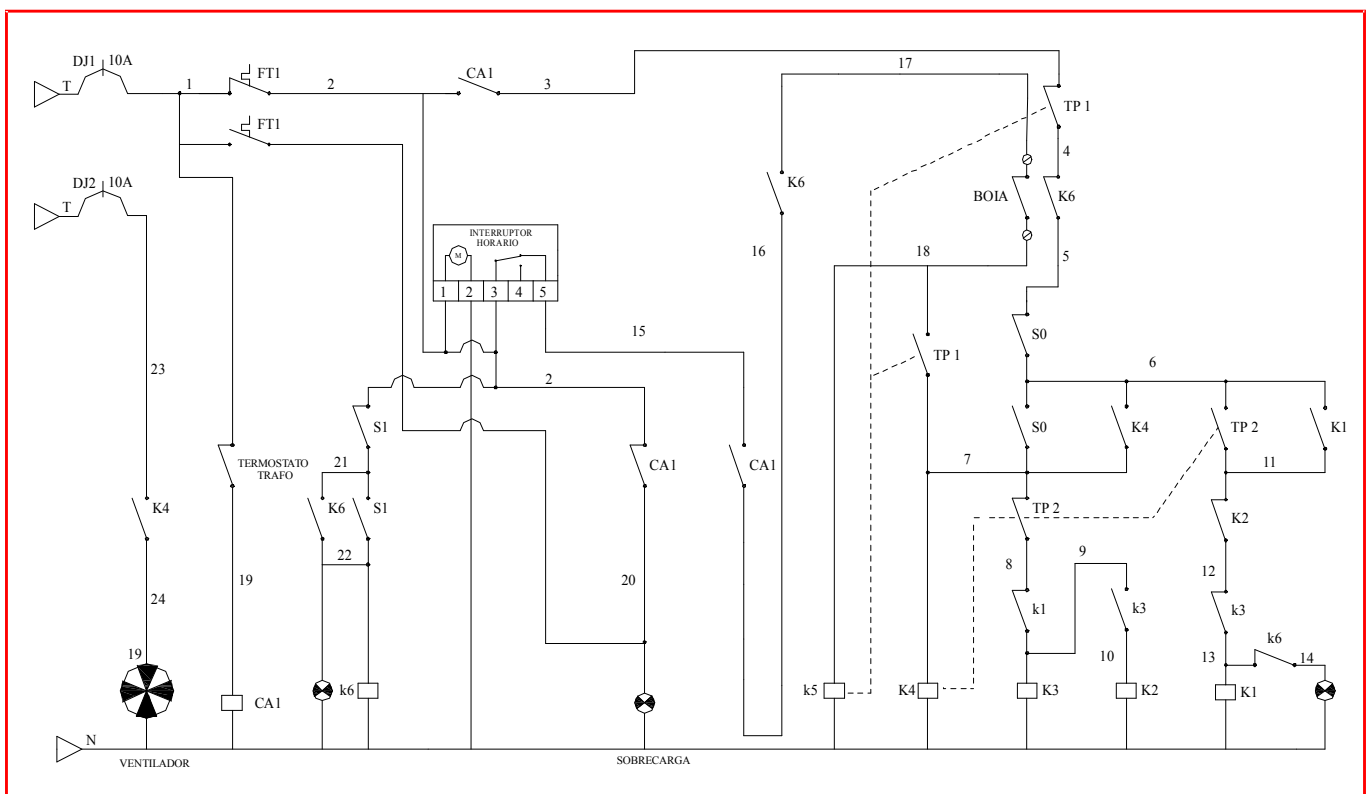 DJ1 10A
T
1
FT1
2
CA1
3
17
TP 1
FT1
4
DJ2 10A
T
K6
BOIA
K6
INTERRUPTOR
HORARIO
M
16
18
5
1 2 3 4 5
15
S0
TP 1
6
23
2
S1
S0
K4
TP 2
K1
TERMOSTATO
TRAFO
21
CA1
CA1
7
11
K4
K6
S1
TP 2
K2
22
9
24
19
20
8
12
k1
k3
k3
19
10
13
k6
14
CA1
k6
k5
K4
K3
K2
K1
N
VENTILADOR
SOBRECARGA